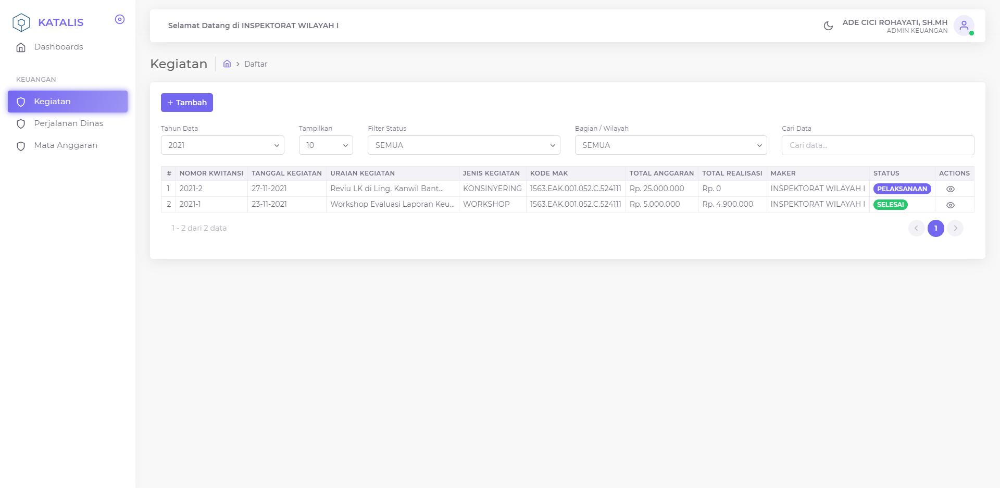 KATALIS
Dashboards
KEUANGAN
Kegiatan
Perjalanan Dinas
Mata Anggaran
Selamat Datang di INSPEKTORAT WILAYAH I
ADE CICI ROHAYATI, SH.MH
ADMIN KEUANGAN
Kegiatan
Daftar
+ Tambah
Tahun Data Tampilkan Filter Status Bagian / Wilayah Cari Data
2021 10 SEMUA SEMUA Cari data...
# NOMOR KWITANSI TANGGAL KEGIATAN URAIAN KEGIATAN JENIS KEGIATAN KODE MAK TOTAL ANGGARAN TOTAL REALISASI MAKER STATUS ACTIONS
1 2021-2 27-11-2021 Reviu LK di Ling. Kanwil Bant... KONSINYERING 1563.EAK.001.052.C.524111 Rp. 25.000.000 Rp. 0 INSPEKTORAT WILAYAH I PELAKSANAAN
2 2021-1 23-11-2021 Workshop Evaluasi Laporan Keu... WORKSHOP 1563.EAK.001.052.C.524111 Rp. 5.000.000 Rp. 4.900.000 INSPEKTORAT WILAYAH I SELESAI
1 - 2 dari 2 data
1